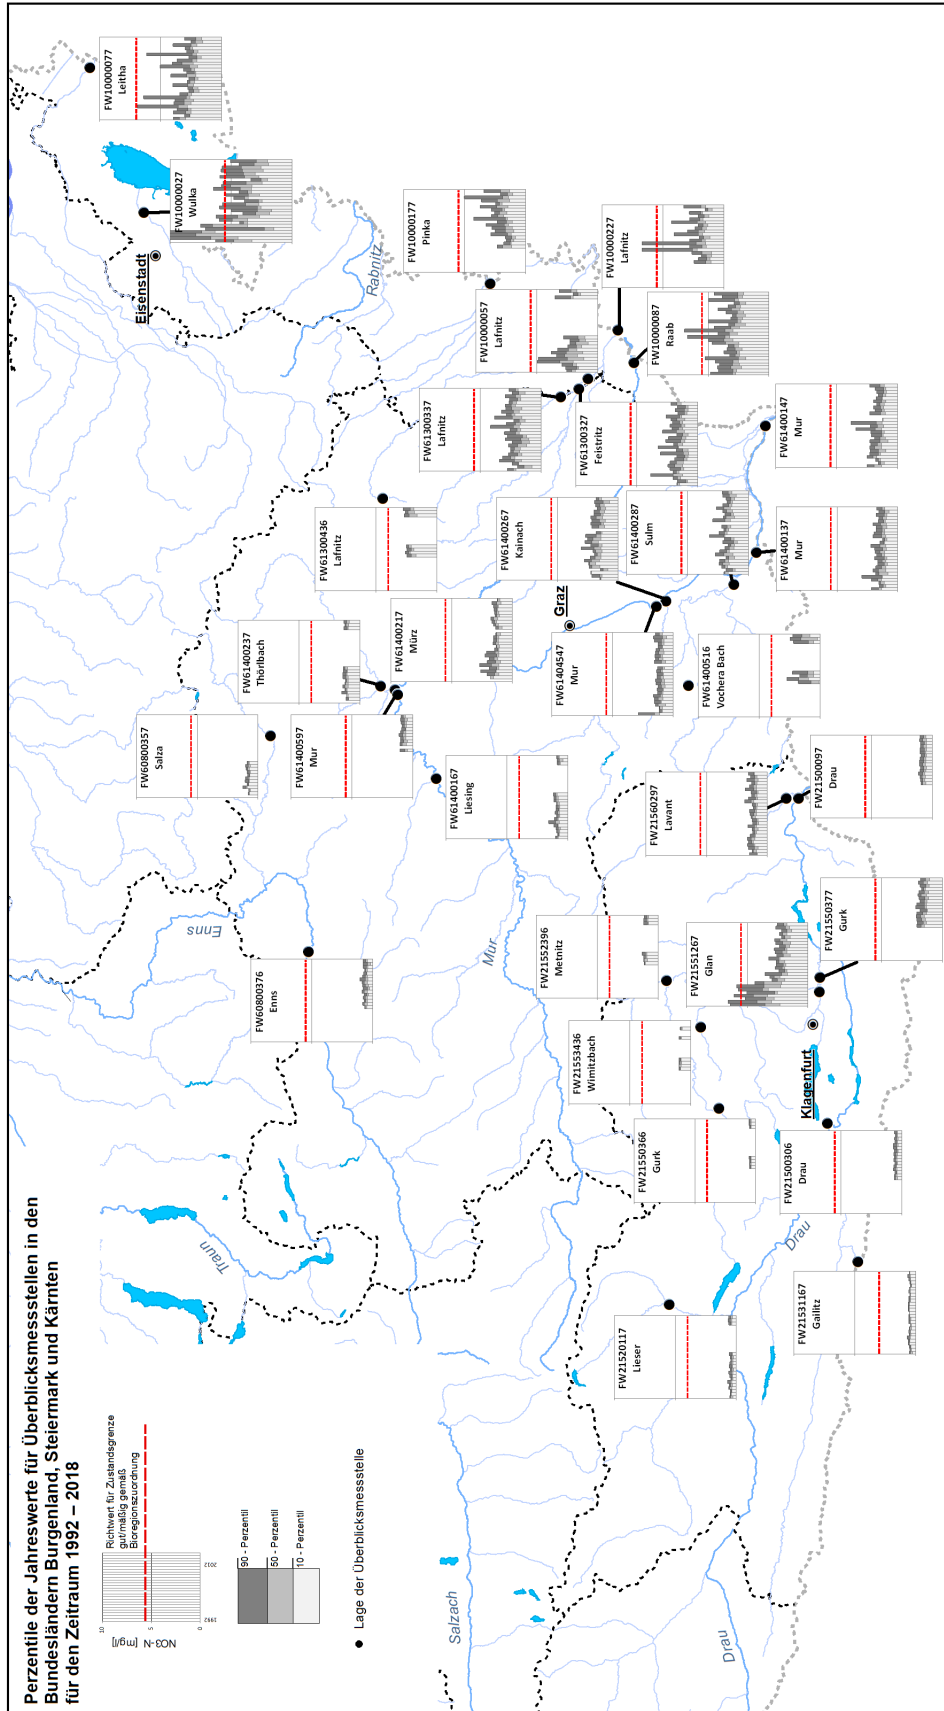 Perzentile der Jahreswerte für Überblicksmessstellen in den
Bundesländern Burgenland, Steiermark und Kärnten
für den Zeitraum 1992 – 2018
Richtwert für Zustandsgrenze
gut/mäßig gemäß
Bioregionszuordnung
NO3-N [mg/l]
10
5
0
1992
2012
90 - Perzentil
50 - Perzentil
10 - Perzentil
Lage der Überblicksmessstelle
Salzach
Drau
Traun
Enns
Mur
Drau
Rabnitz
Eisenstadt
Graz
Klagenfurt
FW10000077
Leitha
FW10000027
Wulka
FW10000177
Pinka
FW10000227
Lafnitz
FW10000057
Lafnitz
FW10000087
Raab
FW61300337
Lafnitz
FW61300327
Feistritz
FW61400147
Mur
FW61300436
Lafnitz
FW61400267
Kainach
FW61400287
Sulm
FW61400137
Mur
FW61400237
Thörlbach
FW61400217
Mürz
FW61404547
Mur
FW61400516
Vochera Bach
FW60800357
Salza
FW61400597
Mur
FW61400167
Liesing
FW21560297
Lavant
FW21500097
Drau
FW60800376
Enns
FW21552396
Metnitz
FW21551267
Glan
FW21550377
Gurk
FW21553436
Wimitzbach
FW21550366
Gurk
FW21500306
Drau
FW21520117
Lieser
FW21531167
Gailitz